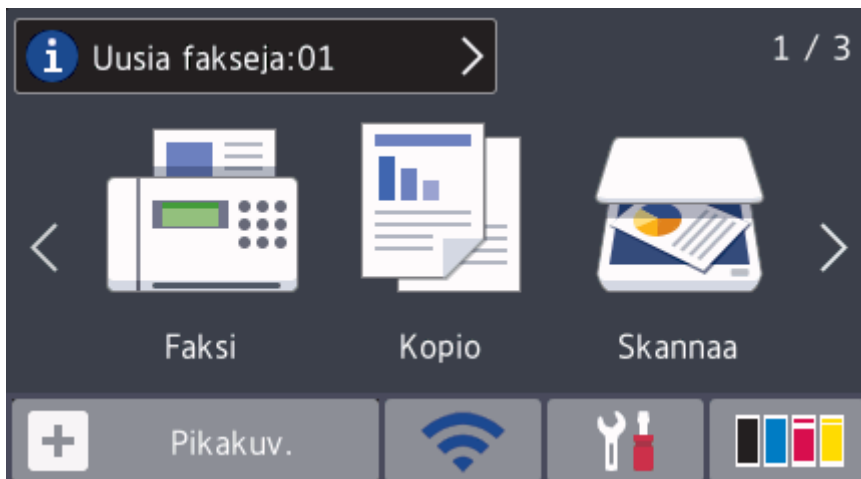 Uusia fakseja:01
1 / 3
Faksi
Kopio
Skannaa
Pikakuv.